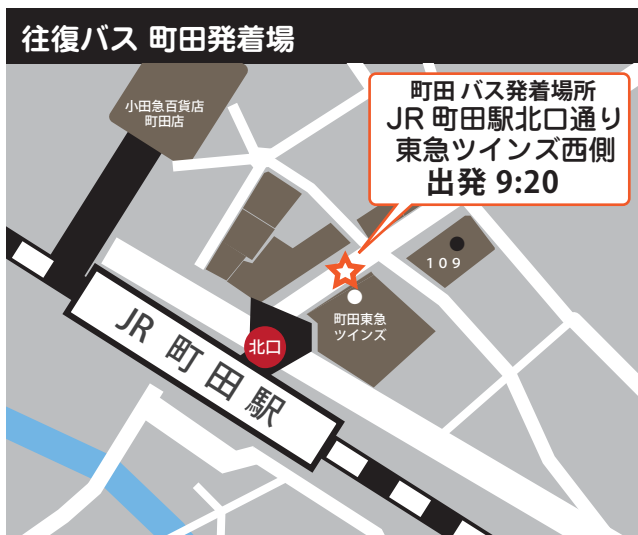 往復バス 町田発着場
町田 バス発着場所
JR 町田駅北口通り
東急ツインズ西側
出発 9:20
小田急百貨店
町田店
109
町田東急
ツインズ
北口
JR 町田駅